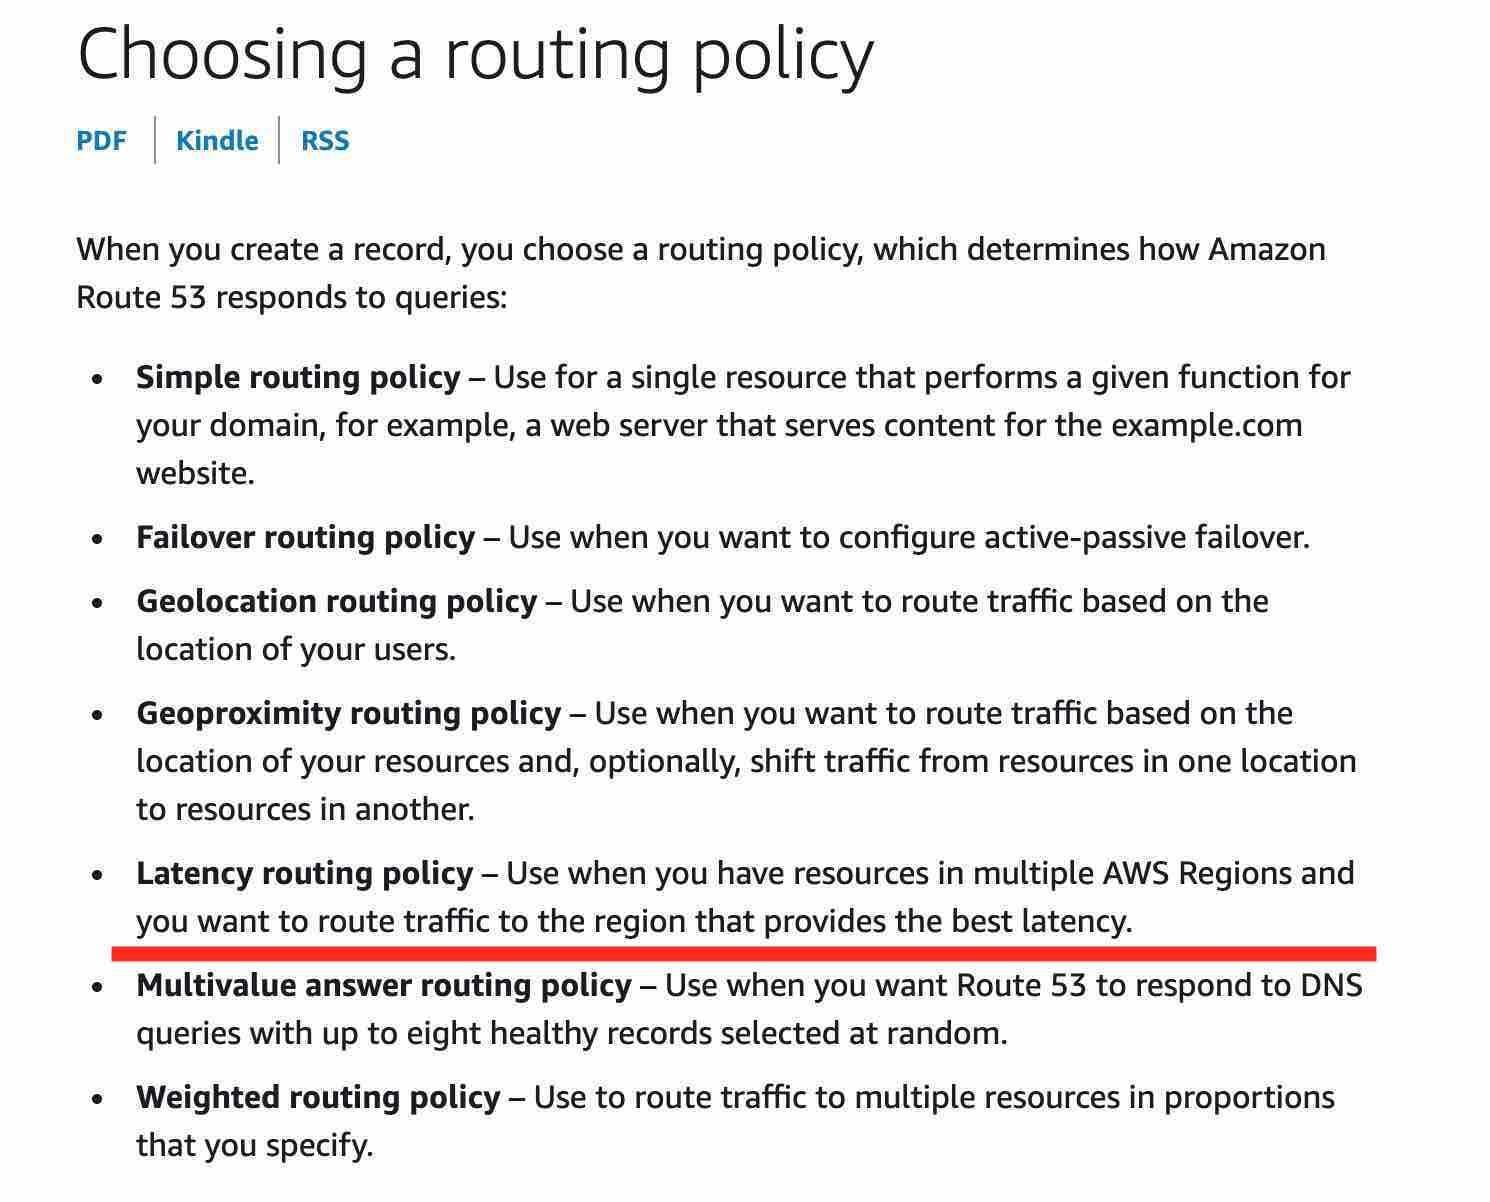 Choosing a routing policy
PDF
Kindle
RSS
When you create a record, you choose a routing policy, which determines how Amazon
Route 53 responds to queries:
• Simple routing policy – Use for a single resource that performs a given function for
your domain, for example, a web server that serves content for the example.com
website.
• Failover routing policy – Use when you want to configure active-passive failover.
• Geolocation routing policy – Use when you want to route traffic based on the
location of your users.
• Geoproximity routing policy – Use when you want to route traffic based on the
location of your resources and, optionally, shift traffic from resources in one location
to resources in another.
• Latency routing policy – Use when you have resources in multiple AWS Regions and
you want to route traffic to the region that provides the best latency.
• Multivalue answer routing policy – Use when you want Route 53 to respond to DNS
queries with up to eight healthy records selected at random.
• Weighted routing policy – Use to route traffic to multiple resources in proportions
that you specify.